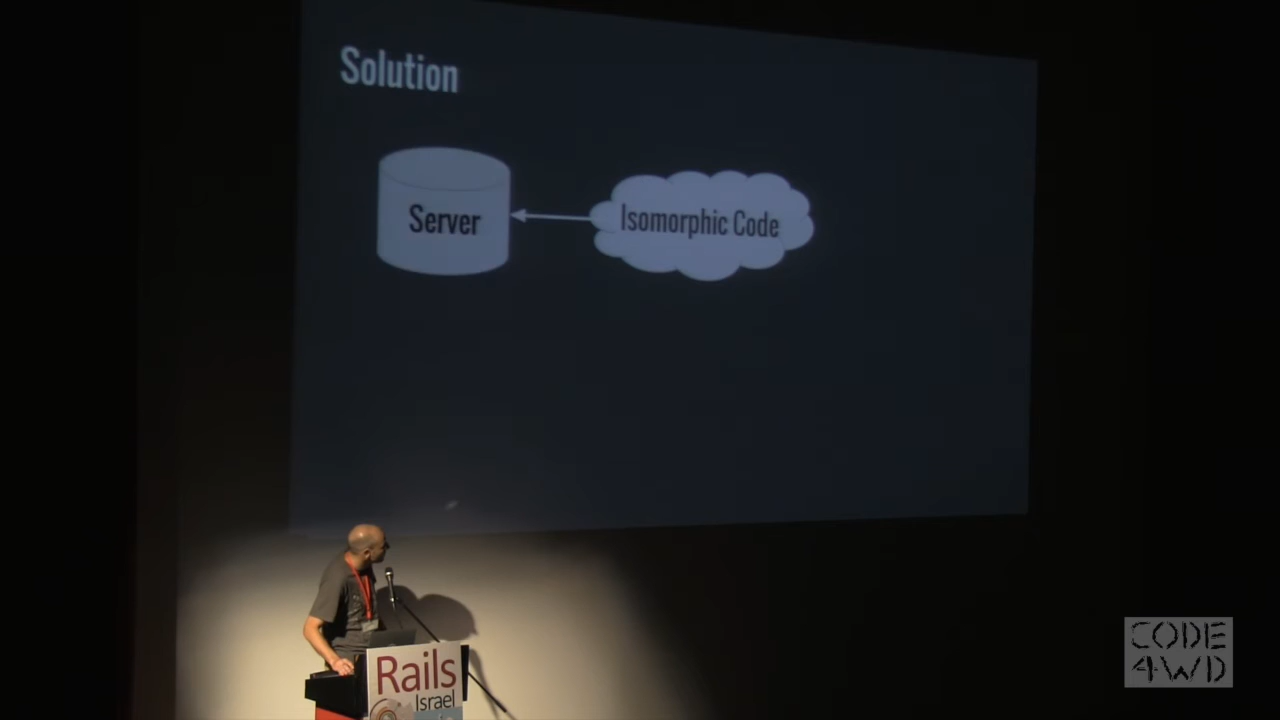 Solution
Server
Isomorphic Code
Rails
Israel
CODE
4WD